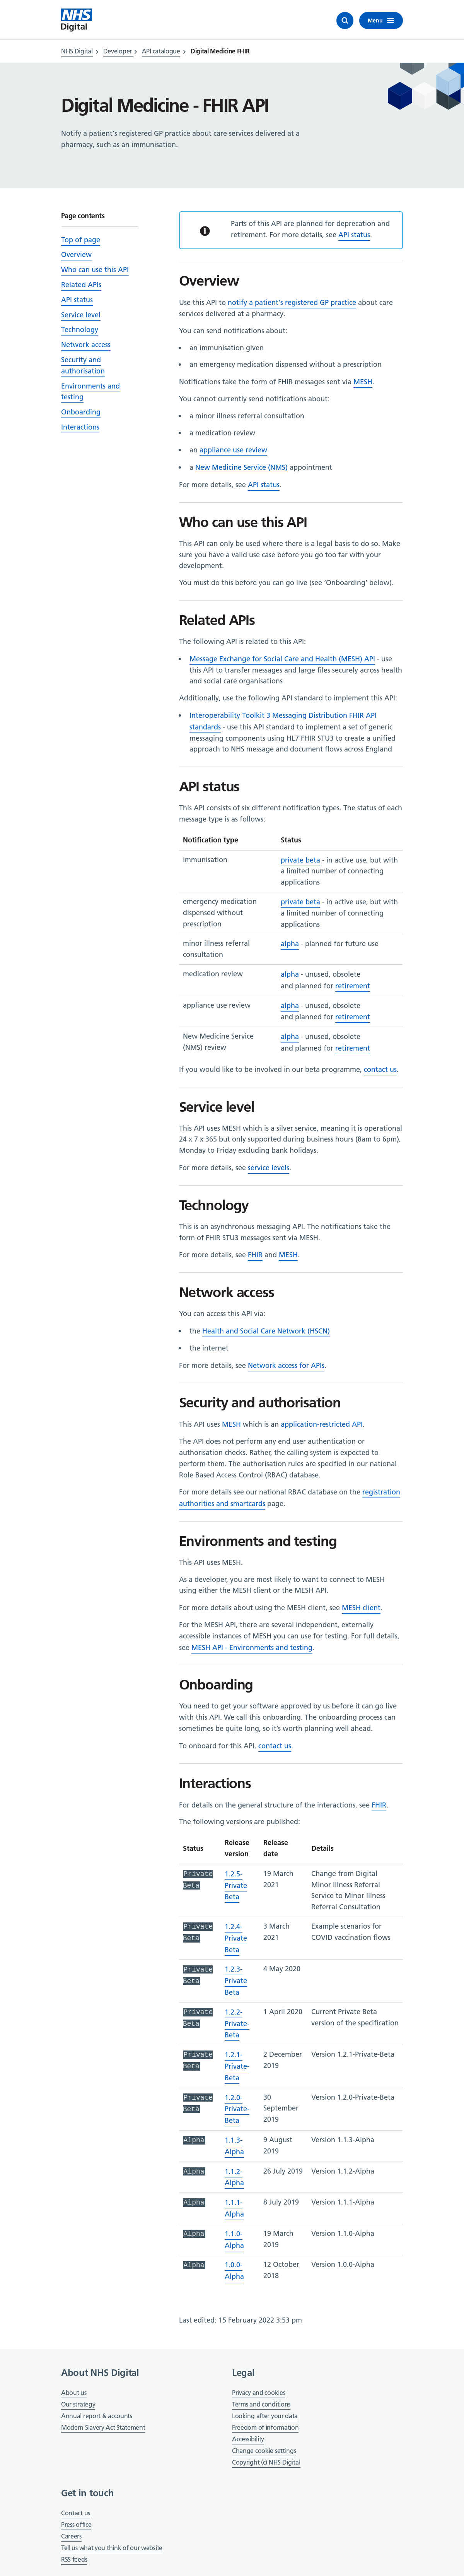 NHS
Digital
Menu
NHS Digital > Developer > API catalogue > Digital Medicine FHIR
Digital Medicine - FHIR API
Notify a patient's registered GP practice about care services delivered at a
pharmacy, such as an immunisation.
Page contents
Top of page
Overview
Who can use this API
Related APIs
API status
Service level
Technology
Network access
Security and
authorisation
Environments and
testing
Onboarding
Interactions
Parts of this API are planned for deprecation and
retirement. For more details, see API status.
Overview
Use this API to notify a patient's registered GP practice about care
services delivered at a pharmacy.
You can send notifications about:
• an immunisation given
• an emergency medication dispensed without a prescription
Notifications take the form of FHIR messages sent via MESH.
You cannot currently send notifications about:
• a minor illness referral consultation
• a medication review
• an appliance use review
• a New Medicine Service (NMS) appointment
For more details, see API status.
Who can use this API
This API can only be used where there is a legal basis to do so. Make
sure you have a valid use case before you go too far with your
development.
You must do this before you can go live (see ‘Onboarding’ below).
Related APIs
The following API is related to this API:
• Message Exchange for Social Care and Health (MESH) API - use
this API to transfer messages and large files securely across health
and social care organisations
Additionally, use the following API standard to implement this API:
• Interoperability Toolkit 3 Messaging Distribution FHIR API
standards - use this API standard to implement a set of generic
messaging components using HL7 FHIR STU3 to create a unified
approach to NHS message and document flows across England
API status
This API consists of six different notification types. The status of each
message type is as follows:
Notification type Status
immunisation private beta - in active use, but with
a limited number of connecting
applications
emergency medication
dispensed without
prescription
private beta - in active use, but with
a limited number of connecting
applications
minor illness referral
consultation
alpha - planned for future use
medication review alpha - unused, obsolete
and planned for retirement
appliance use review alpha - unused, obsolete
and planned for retirement
New Medicine Service
(NMS) review
alpha - unused, obsolete
and planned for retirement
If you would like to be involved in our beta programme, contact us.
Service level
This API uses MESH which is a silver service, meaning it is operational
24 x 7 x 365 but only supported during business hours (8am to 6pm),
Monday to Friday excluding bank holidays.
For more details, see service levels.
Technology
This is an asynchronous messaging API. The notifications take the
form of FHIR STU3 messages sent via MESH.
For more details, see FHIR and MESH.
Network access
You can access this API via:
• the Health and Social Care Network (HSCN)
• the internet
For more details, see Network access for APIs.
Security and authorisation
This API uses MESH which is an application-restricted API.
The API does not perform any end user authentication or
authorisation checks. Rather, the calling system is expected to
perform them. The authorisation rules are specified in our national
Role Based Access Control (RBAC) database.
For more details see our national RBAC database on the registration
authorities and smartcards page.
Environments and testing
This API uses MESH.
As a developer, you are most likely to want to connect to MESH
using either the MESH client or the MESH API.
For more details about using the MESH client, see MESH client.
For the MESH API, there are several independent, externally
accessible instances of MESH you can use for testing. For full details,
see MESH API - Environments and testing.
Onboarding
You need to get your software approved by us before it can go live
with this API. We call this onboarding. The onboarding process can
sometimes be quite long, so it's worth planning well ahead.
To onboard for this API, contact us.
Interactions
For details on the general structure of the interactions, see FHIR.
The following versions are published:
Status Release
version Release
date Details
Private
Beta
1.2.5-
Private
Beta
19 March
2021
Change from Digital
Minor Illness Referral
Service to Minor Illness
Referral Consultation
Private
Beta
1.2.4-
Private
Beta
3 March
2021
Example scenarios for
COVID vaccination flows
Private
Beta
1.2.3-
Private
Beta
4 May 2020
Private
Beta
1.2.2-
Private-
Beta
1 April 2020
Current Private Beta
version of the specification
Private
Beta
1.2.1-
Private-
Beta
2 December
2019
Version 1.2.1-Private-Beta
Private
Beta
1.2.0-
Private-
Beta
30
September
2019
Version 1.2.0-Private-Beta
Alpha
1.1.3-
Alpha
9 August
2019
Version 1.1.3-Alpha
Alpha
1.1.2-
Alpha
26 July 2019
Version 1.1.2-Alpha
Alpha
1.1.1-
Alpha
8 July 2019
Version 1.1.1-Alpha
Alpha
1.1.0-
Alpha
19 March
2019
Version 1.1.0-Alpha
Alpha
1.0.0-
Alpha
12 October
2018
Version 1.0.0-Alpha
Last edited: 15 February 2022 3:53 pm
About NHS Digital
About us
Our strategy
Annual report & accounts
Modern Slavery Act Statement
Legal
Privacy and cookies
Terms and conditions
Looking after your data
Freedom of information
Accessibility
Change cookie settings
Copyright (c) NHS Digital
Get in touch
Contact us
Press office
Careers
Tell us what you think of our website
RSS feeds